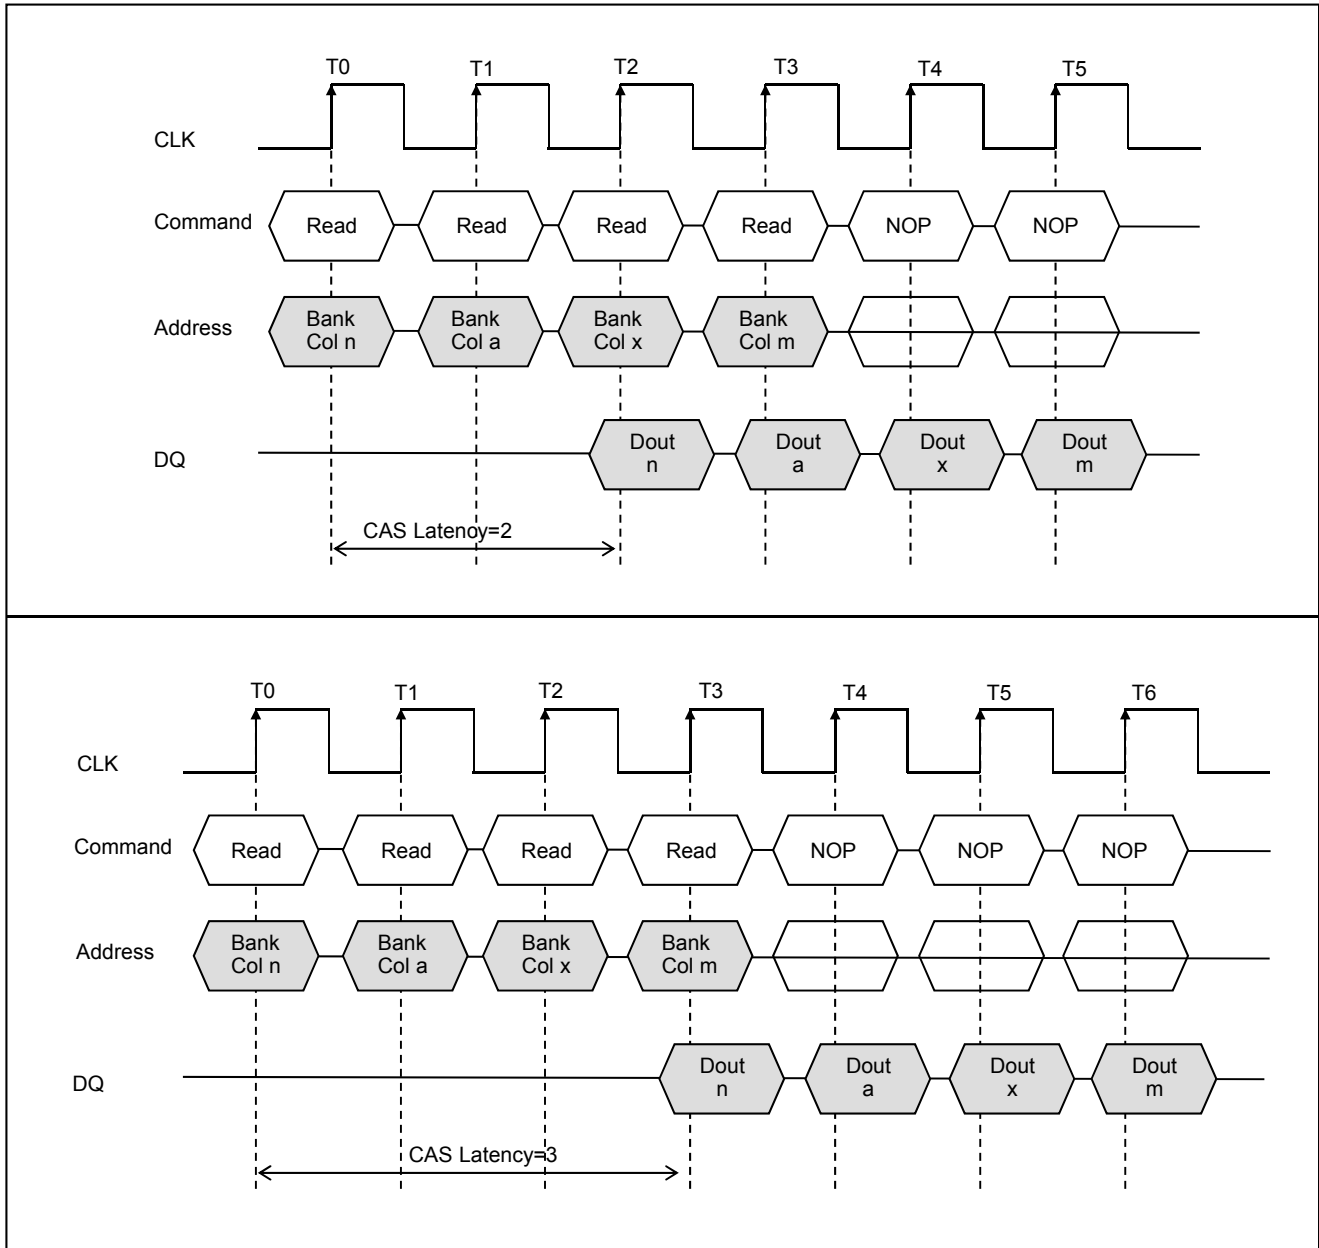 T0 T1 T2 T3 T4 T5
CLK
Command Read Read Read Read NOP NOP
Address
Bank Bank Bank Bank
Col n Col a Col x Col m
DQ
Dout Dout Dout Dout
n a x m
CAS Latency=2
T0 T1 T2 T3 T4 T5 T6
CLK
Command Read Read Read Read NOP NOP NOP
Address
Bank Bank Bank Bank
Col n Col a Col x Col m
DQ
Dout Dout Dout Dout
n a x m
CAS Latency=3